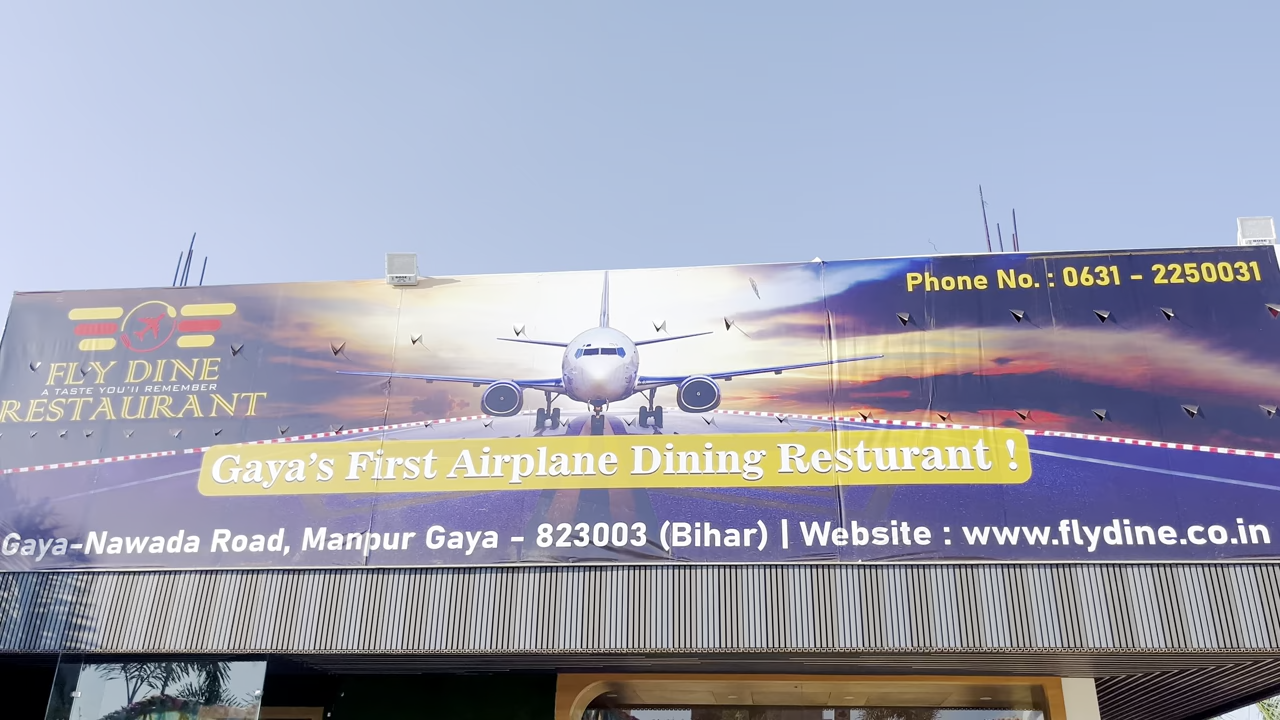 Phone No. : 0631 - 2250031
FLY DINE
A TASTE YOU'll REMEMBER
RESTAURANT
Gaya's First Airplane Dining Resturant !
Gaya-Nawada Road, Manpur Gaya - 823003 (Bihar) | Website : www.flydine.co.in